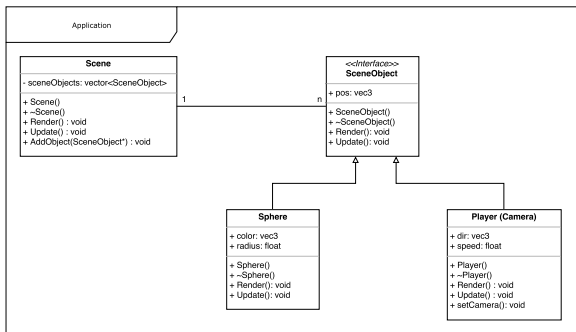 Application
Scene
- sceneObjects: vector<SceneObject>
+ Scene()
+ ~Scene()
+ Render() : void
+ Update() : void
+ AddObject(SceneObject*) : void
1
n
<<Interface>>
SceneObject
+ pos: vec3
+ SceneObject()
+ ~SceneObject()
+ Render(): void
+ Update(): void
Sphere
+ color: vec3
+ radius: float
+ Sphere()
+ ~Sphere()
+ Render(): void
+ Update(): void
Player (Camera)
+ dir: vec3
+ speed: float
+ Player()
+ ~Player()
+ Render() : void
+ Update() : void
+ setCamera(): void